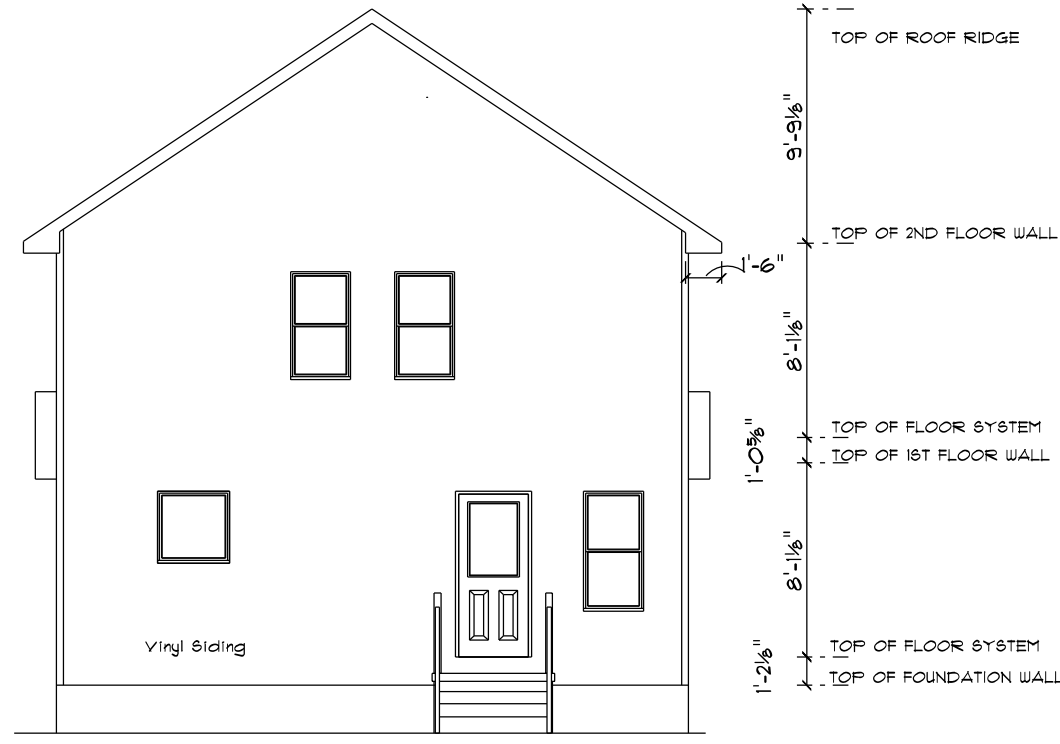 TOP OF ROOF RIDGE
9'-9⅛"
TOP OF 2ND FLOOR WALL
1'-6"
8'-1⅛"
TOP OF FLOOR SYSTEM
1'-0⅝"
TOP OF 1ST FLOOR WALL
8'-1⅛"
Vinyl Siding
TOP OF FLOOR SYSTEM
1'-2⅛"
TOP OF FOUNDATION WALL